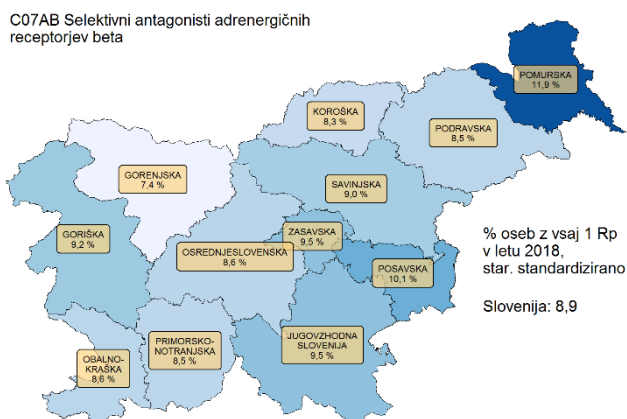 C07AB Selektivni antagonisti adrenergičnih
receptorjev beta
POMURSKA
11,9 %
KOROŠKA
8,3 %
PODRAVSKA
8,5 %
GORENJSKA
7,4 %
SAVINJSKA
9,0 %
GORIŠKA
9,2 %
ZASAVSKA
9,5 %
OSREDNJESLOVENSKA
8,6 %
POSAVSKA
10,1 %
% oseb z vsaj 1 Rp
v letu 2018,
star. standardizirano
Slovenija: 8,9
JUGOVZHODNA
SLOVENIJA
9,5 %
PRIMORSKO-
NOTRANJSKA
8,5 %
OBALNO-
KRAŠKA
8,6 %